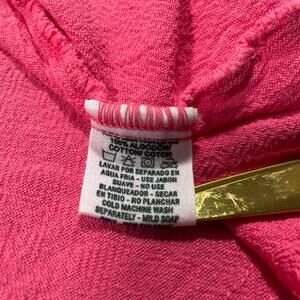 100% ALGODON/
COTTON/ COTON
LAVAR POR SEPARADO EN
AGUA FRIA - USE JABON
SUAVE - NO USE
BLANQUEADOR - SECAR
EN TIBIO - NO PLANCHAR
COLD MACHINE WASH
SEPARATELY - MILD SOAP